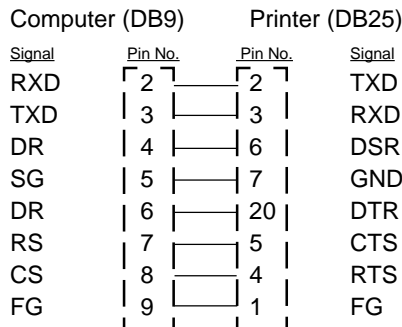 Computer (DB9) Printer (DB25)
Signal Pin No. Pin No. Signal
RXD 2 2 TXD
TXD 3 3 RXD
DR 4 6 DSR
SG 5 7 GND
DR 6 20 DTR
RS 7 5 CTS
CS 8 4 RTS
FG 9 1 FG